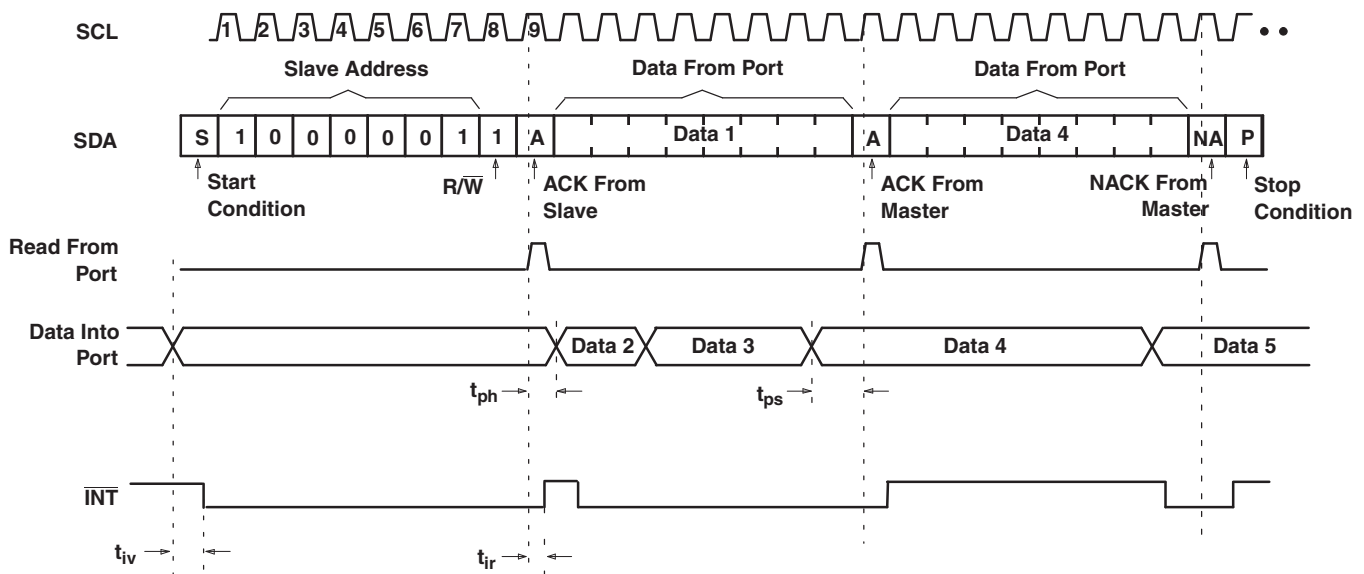 SCL
1 2 3 4 5 6 7 8 9
Slave Address
Data From Port
Data From Port
SDA
S 1 0 0 0 0 0 1 1 A Data 1 A Data 4 NA P
Start
Condition
R/W
ACK From
Slave
ACK From
Master
NACK From
Master
Stop
Condition
Read From
Port
Data Into
Port
Data 2
Data 3
Data 4
Data 5
tph
tps
INT
tiv
tir